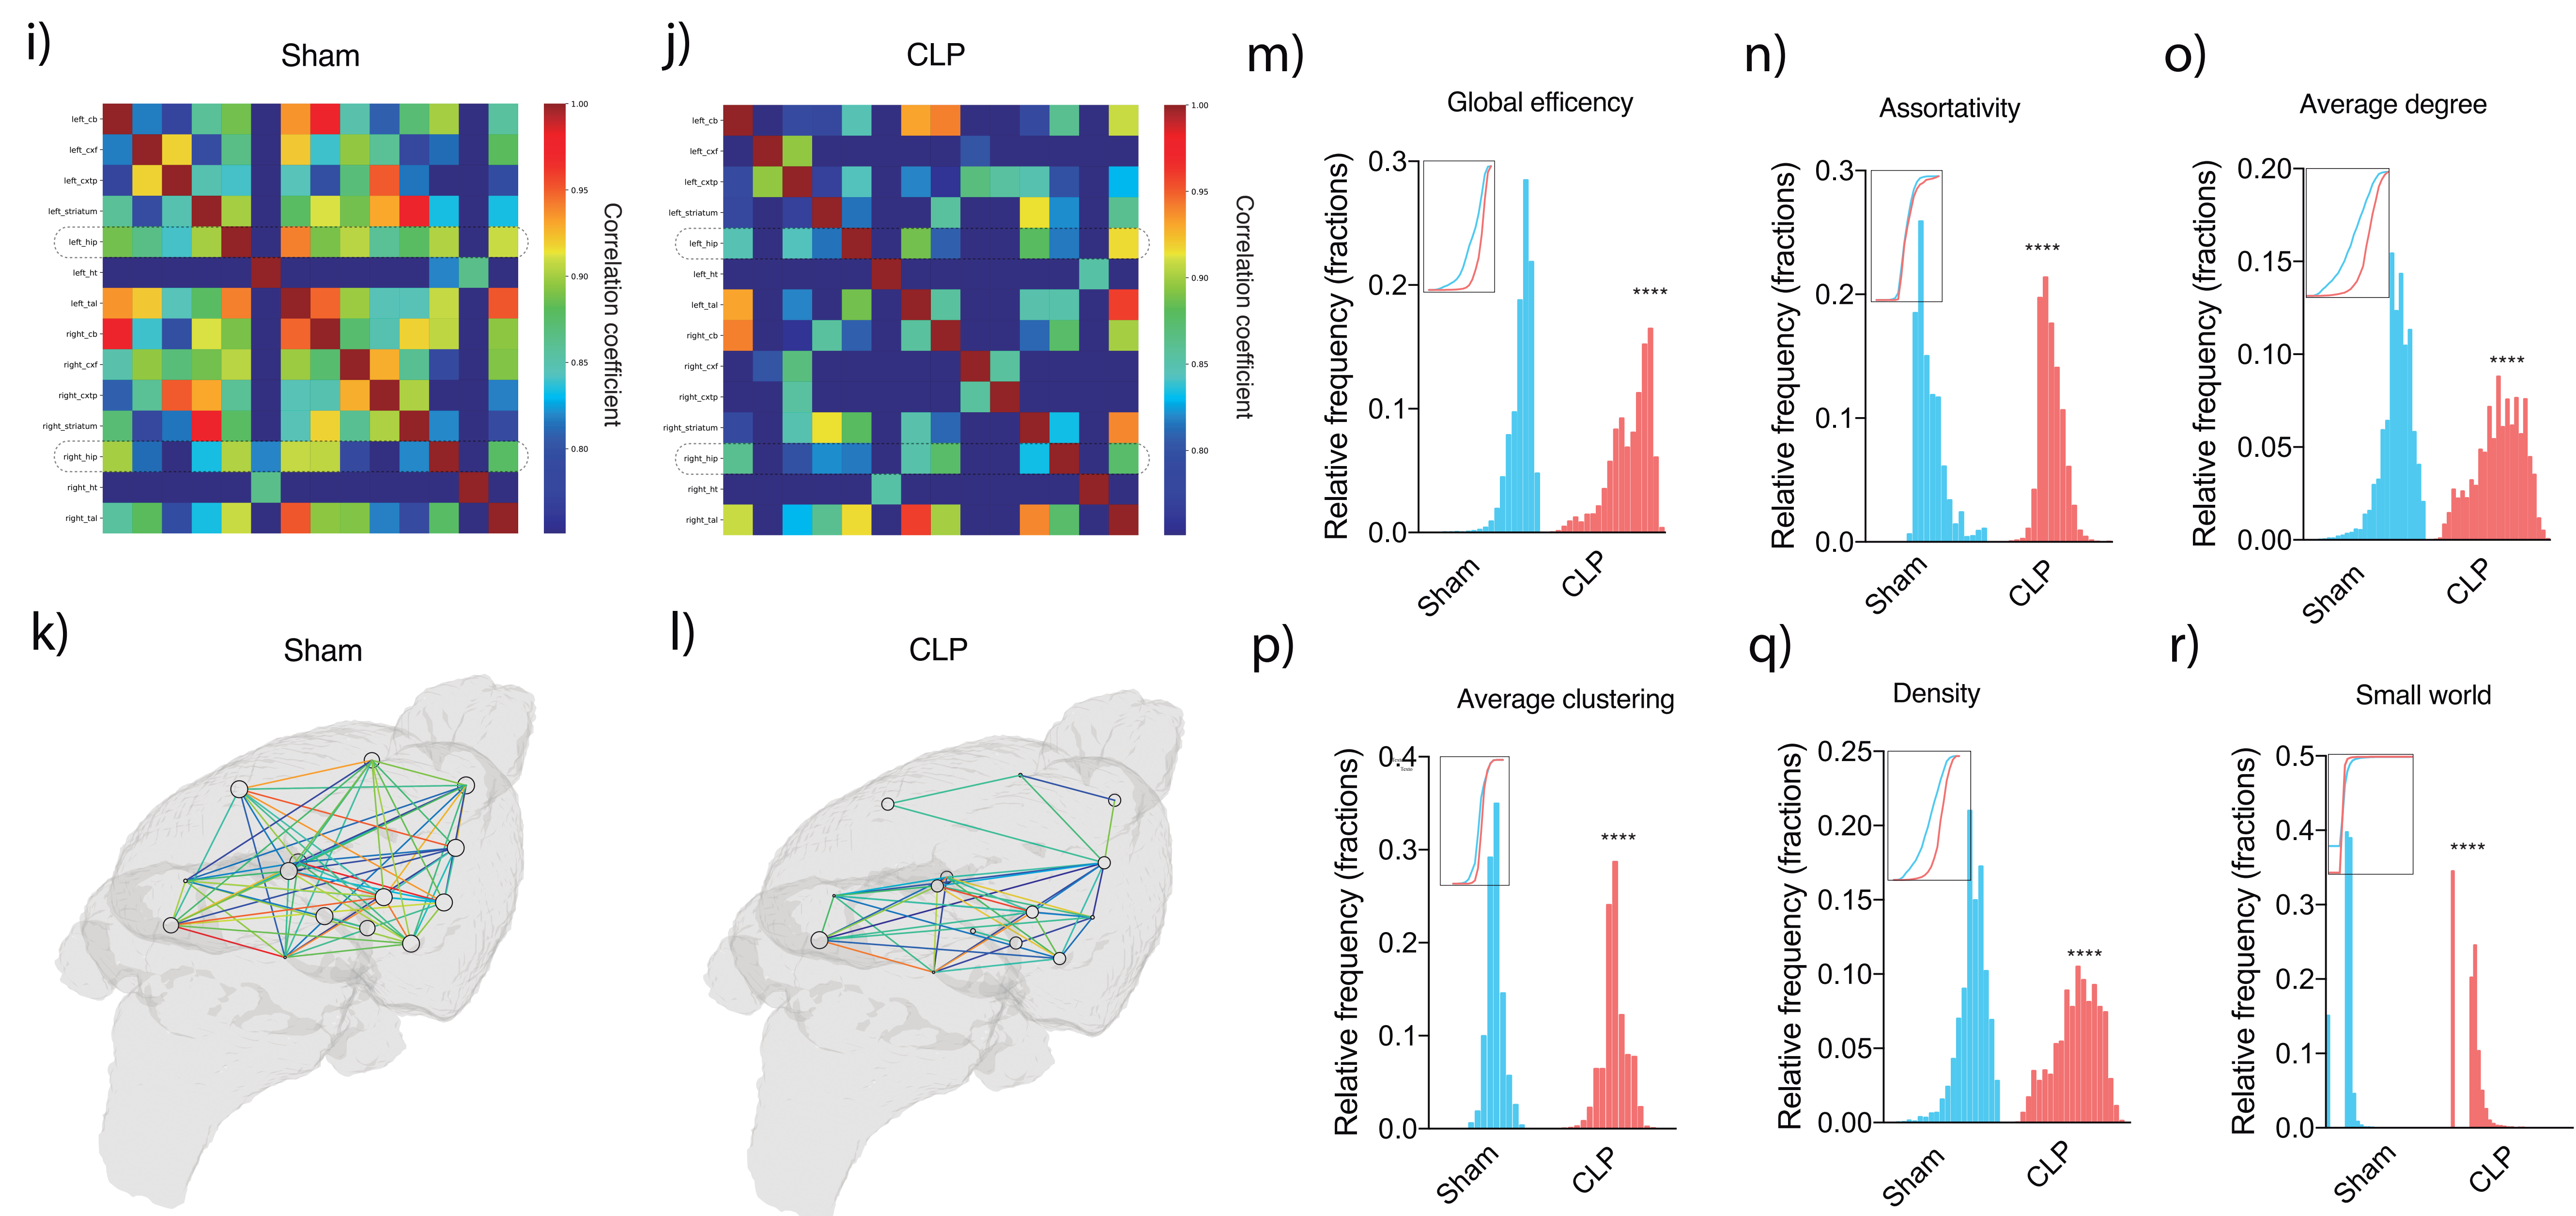 i)
Sham
left_cb
left_cxf
left_cxtp
left_striatum
left_hip
left_ht
left_tal
right_cb
right_cxf
right_cxtp
right_striatum
right_hip
right_ht
right_tal
1.00
0.95
0.90
0.85
0.80
Correlation coefficient
j)
CLP
left_cb
left_cxf
left_cxtp
left_striatum
left_hip
left_ht
left_tal
right_cb
right_cxf
right_cxtp
right_striatum
right_hip
right_ht
right_tal
1.00
0.95
0.90
0.85
0.80
Correlation coefficient
k)
Sham
l)
CLP
m)
Global efficency
Relative frequency (fractions)
0.3
0.2
0.1
0.0
****
Sham
CLP
n)
Assortativity
Relative frequency (fractions)
0.3
0.2
0.1
0.0
****
Sham
CLP
o)
Average degree
Relative frequency (fractions)
0.20
0.15
0.10
0.05
0.00
****
Sham
CLP
p)
Average clustering
Relative frequency (fractions)
0.4
0.3
0.2
0.1
0.0
****
Sham
CLP
q)
Density
Relative frequency (fractions)
0.25
0.20
0.15
0.10
0.05
0.00
****
Sham
CLP
r)
Small world
Relative frequency (fractions)
0.5
0.4
0.3
0.2
0.1
0.0
****
Sham
CLP